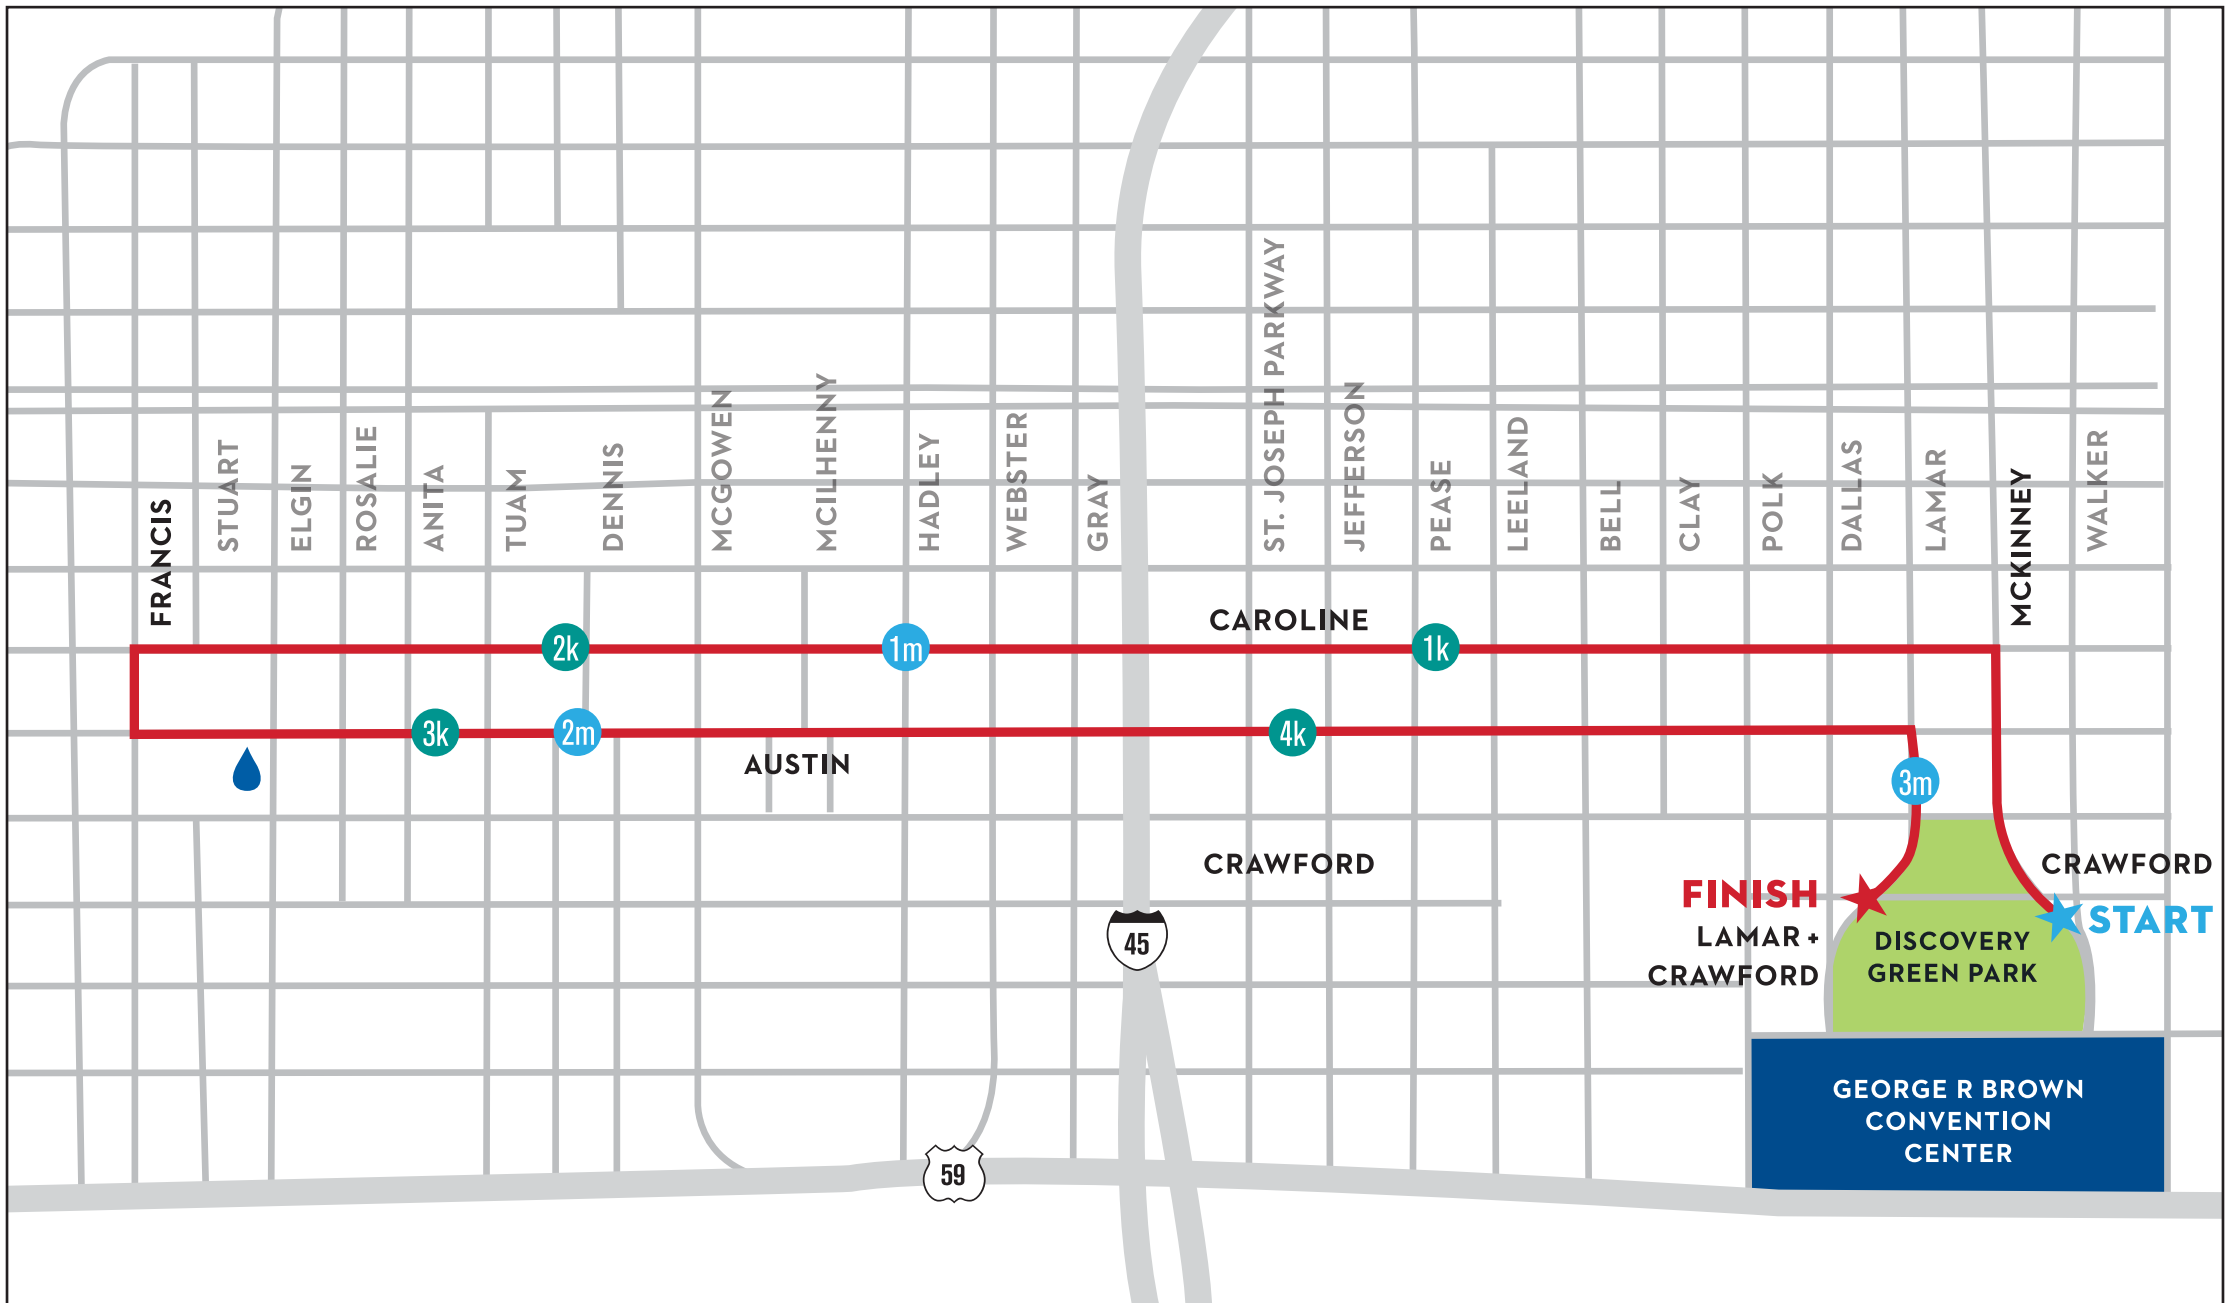 FRANCIS
STUART
ELGIN
ROSALIE
ANITA
TUAM
DENNIS
MCGOWEN
MCILHENNY
HADLEY
WEBSTER
GRAY
ST. JOSEPH PARKWAY
JEFFERSON
PEASE
LEELAND
BELL
CLAY
POLK
DALLAS
LAMAR
MCKINNEY
WALKER
CAROLINE
2k
1m
1k
3k
2m
4k
AUSTIN
3m
CRAWFORD
CRAWFORD
FINISH
LAMAR +
CRAWFORD
START
DISCOVERY
GREEN PARK
45
GEORGE R BROWN
CONVENTION
CENTER
59